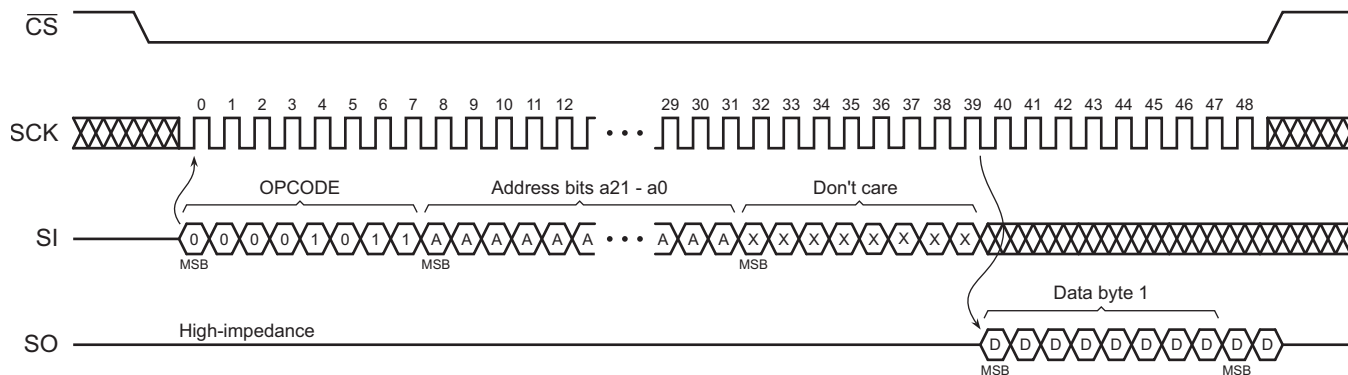 CS
0 1 2 3 4 5 6 7 8 9 10 11 12 29 30 31 32 33 34 35 36 37 38 39 40 41 42 43 44 45 46 47 48
SCK
OPCODE Address bits a21 - a0 Don't care
SI 0 0 0 0 1 0 1 1 A A A A A A A A A X X X X X X X X
MSB MSB MSB
Data byte 1
High-impedance
SO D D D D D D D D D D
MSB MSB